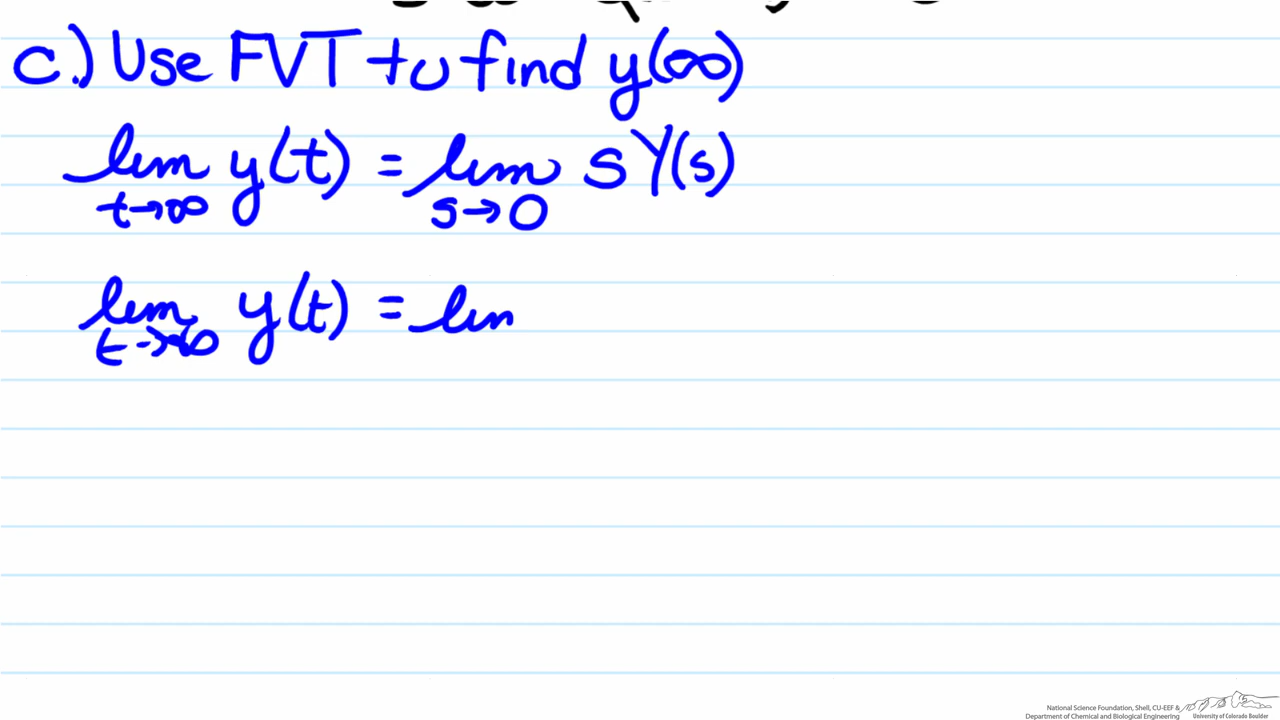 c.) Use FVT to find y(∞)
lim y(t) = lim sY(s)
t→∞ s→0
lim y(t) = lim
t→∞
National Science Foundation, Shell, CU-EEF &
Department of Chemical and Biological Engineering
University of Colorado Boulder